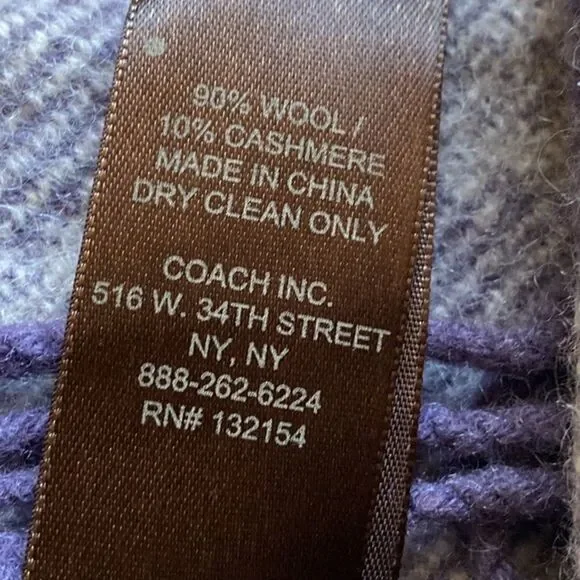 90% WOOL /
10% CASHMERE
MADE IN CHINA
DRY CLEAN ONLY
COACH INC.
516 W. 34TH STREET
NY, NY
888-262-6224
RN# 132154